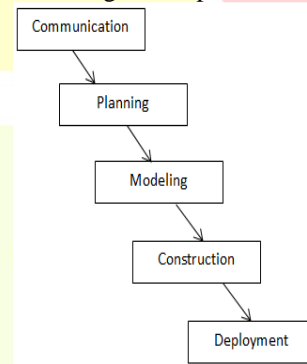 Communication
Planning
Modeling
Construction
Deployment